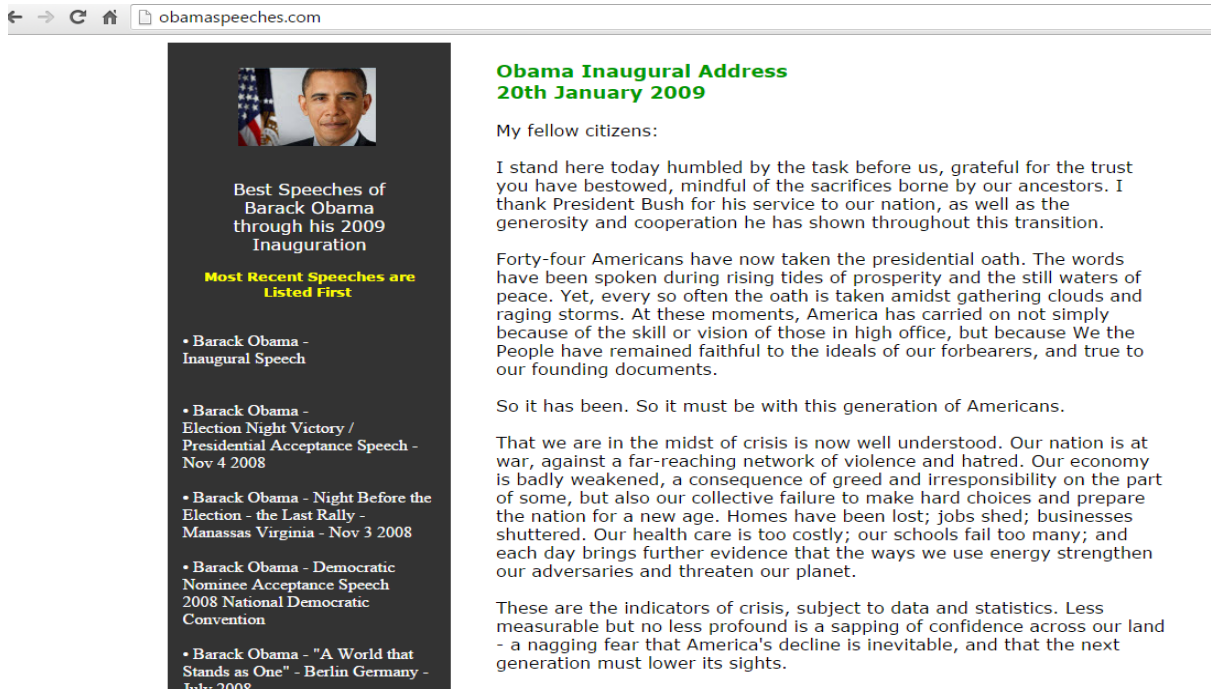 obamaspeeches.com
Best Speeches of
Barack Obama
through his 2009
Inauguration
Most Recent Speeches are
Listed First
• Barack Obama -
Inaugural Speech
• Barack Obama -
Election Night Victory /
Presidential Acceptance Speech -
Nov 4 2008
• Barack Obama - Night Before the
Election - the Last Rally -
Manassas Virginia - Nov 3 2008
• Barack Obama - Democratic
Nominee Acceptance Speech
2008 National Democratic
Convention
• Barack Obama - "A World that
Stands as One" - Berlin Germany -
July 2008
Obama Inaugural Address
20th January 2009
My fellow citizens:
I stand here today humbled by the task before us, grateful for the trust
you have bestowed, mindful of the sacrifices borne by our ancestors. I
thank President Bush for his service to our nation, as well as the
generosity and cooperation he has shown throughout this transition.
Forty-four Americans have now taken the presidential oath. The words
have been spoken during rising tides of prosperity and the still waters of
peace. Yet, every so often the oath is taken amidst gathering clouds and
raging storms. At these moments, America has carried on not simply
because of the skill or vision of those in high office, but because We the
People have remained faithful to the ideals of our forbearers, and true to
our founding documents.
So it has been. So it must be with this generation of Americans.
That we are in the midst of crisis is now well understood. Our nation is at
war, against a far-reaching network of violence and hatred. Our economy
is badly weakened, a consequence of greed and irresponsibility on the part
of some, but also our collective failure to make hard choices and prepare
the nation for a new age. Homes have been lost; jobs shed; businesses
shuttered. Our health care is too costly; our schools fail too many; and
each day brings further evidence that the ways we use energy strengthen
our adversaries and threaten our planet.
These are the indicators of crisis, subject to data and statistics. Less
measurable but no less profound is a sapping of confidence across our land
- a nagging fear that America's decline is inevitable, and that the next
generation must lower its sights.